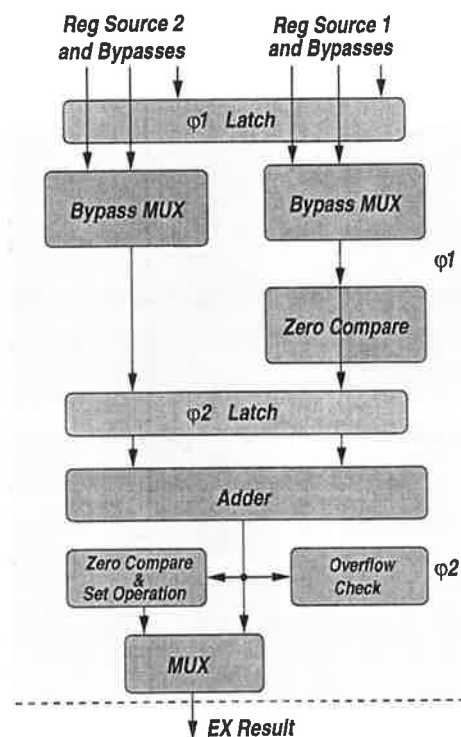 Reg Source 2
and Bypasses
Reg Source 1
and Bypasses
φ1 Latch
Bypass MUX
Bypass MUX
φ1
Zero Compare
φ2 Latch
Adder
Zero Compare
&
Set Operation
Overflow
Check
φ2
MUX
EX Result